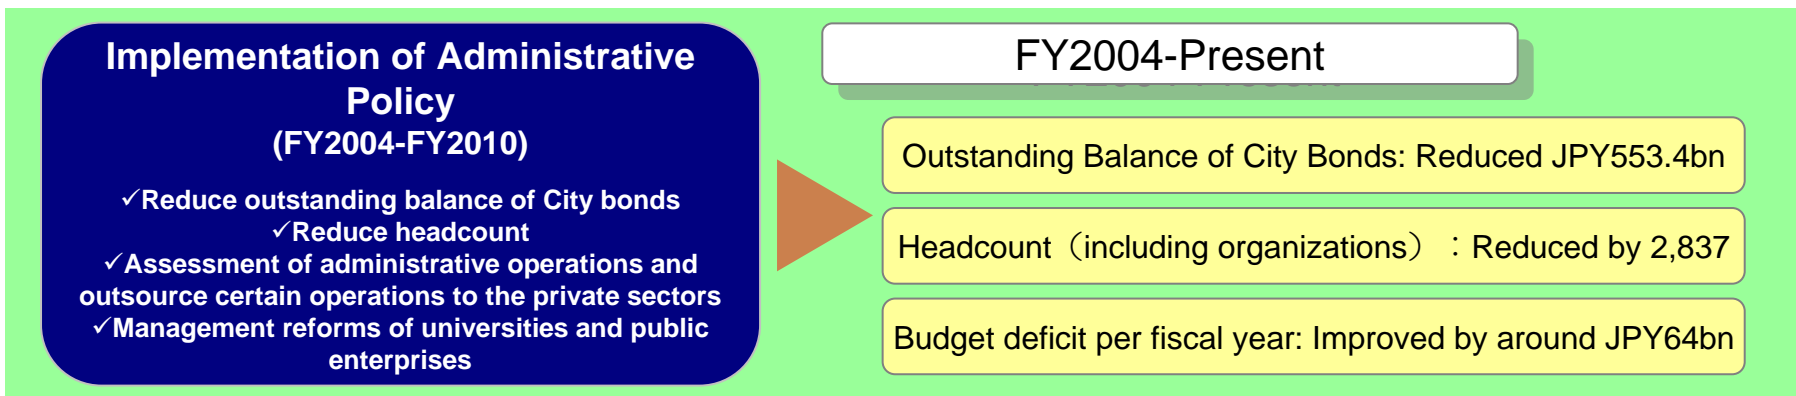 Implementation of Administrative
Policy
(FY2004-FY2010)
✓Reduce outstanding balance of City bonds
✓Reduce headcount
✓Assessment of administrative operations and
outsource certain operations to the private sectors
✓Management reforms of universities and public
enterprises
FY2004-Present
Outstanding Balance of City Bonds: Reduced JPY553.4bn
Headcount（including organizations）：Reduced by 2,837
Budget deficit per fiscal year: Improved by around JPY64bn